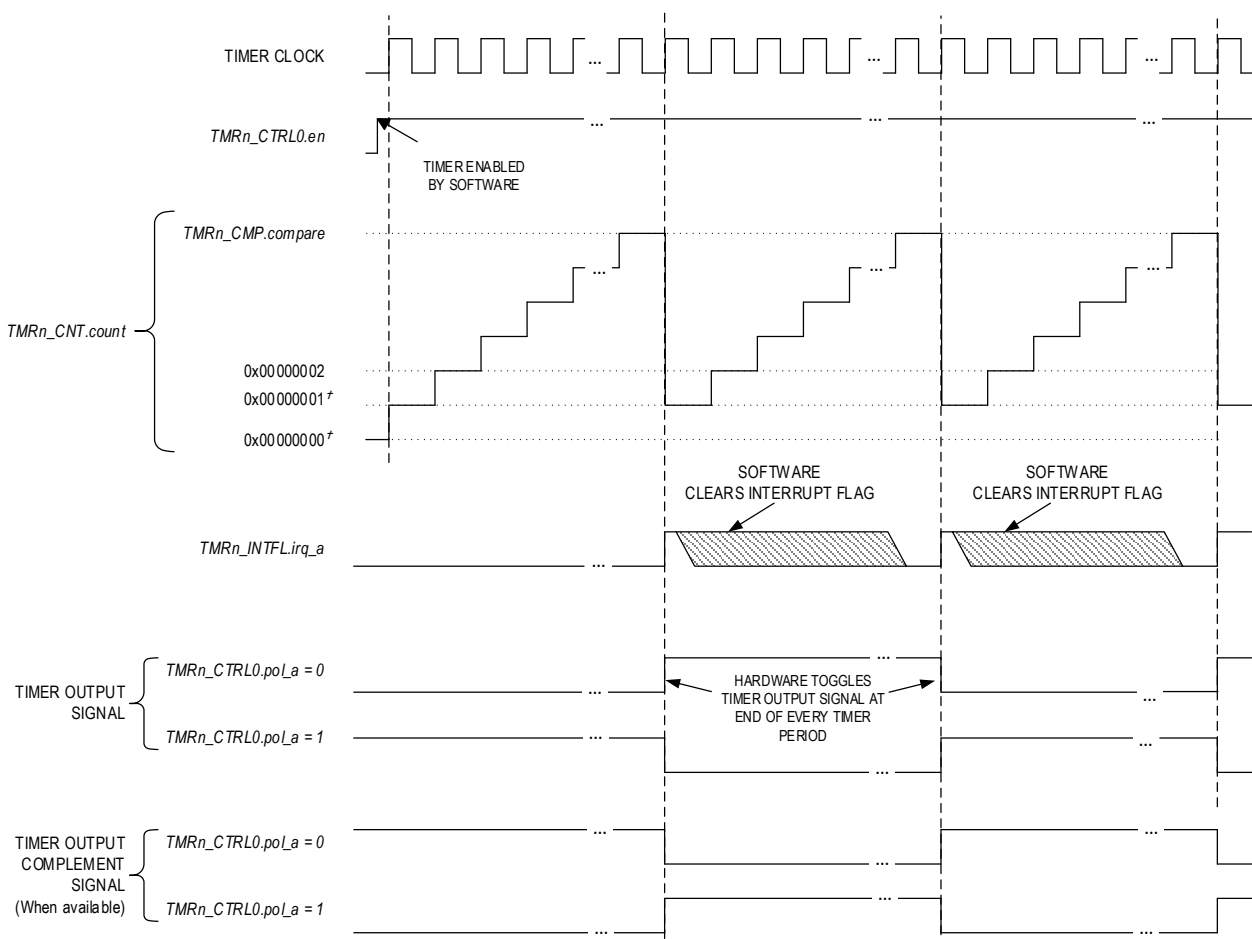 TIMER CLOCK
...
...
...
TMRn_CTRL0.en
...
...
...
TIMER ENABLED
BY SOFTWARE
TMRn_CNT.count
TMRn_CMP.compare
...
...
...
0x00000002
0x00000001†
0x00000000†
SOFTWARE
CLEARS INTERRUPT FLAG
SOFTWARE
CLEARS INTERRUPT FLAG
TMRn_INTFL.irq_a
...
TIMER OUTPUT
SIGNAL
TMRn_CTRL0.pol_a = 0
...
...
...
HARDWARE TOGGLES
TIMER OUTPUT SIGNAL AT
END OF EVERY TIMER
PERIOD
TMRn_CTRL0.pol_a = 1
...
...
...
TIMER OUTPUT
COMPLEMENT
SIGNAL
(When available)
TMRn_CTRL0.pol_a = 0
...
...
...
TMRn_CTRL0.pol_a = 1
...
...
...